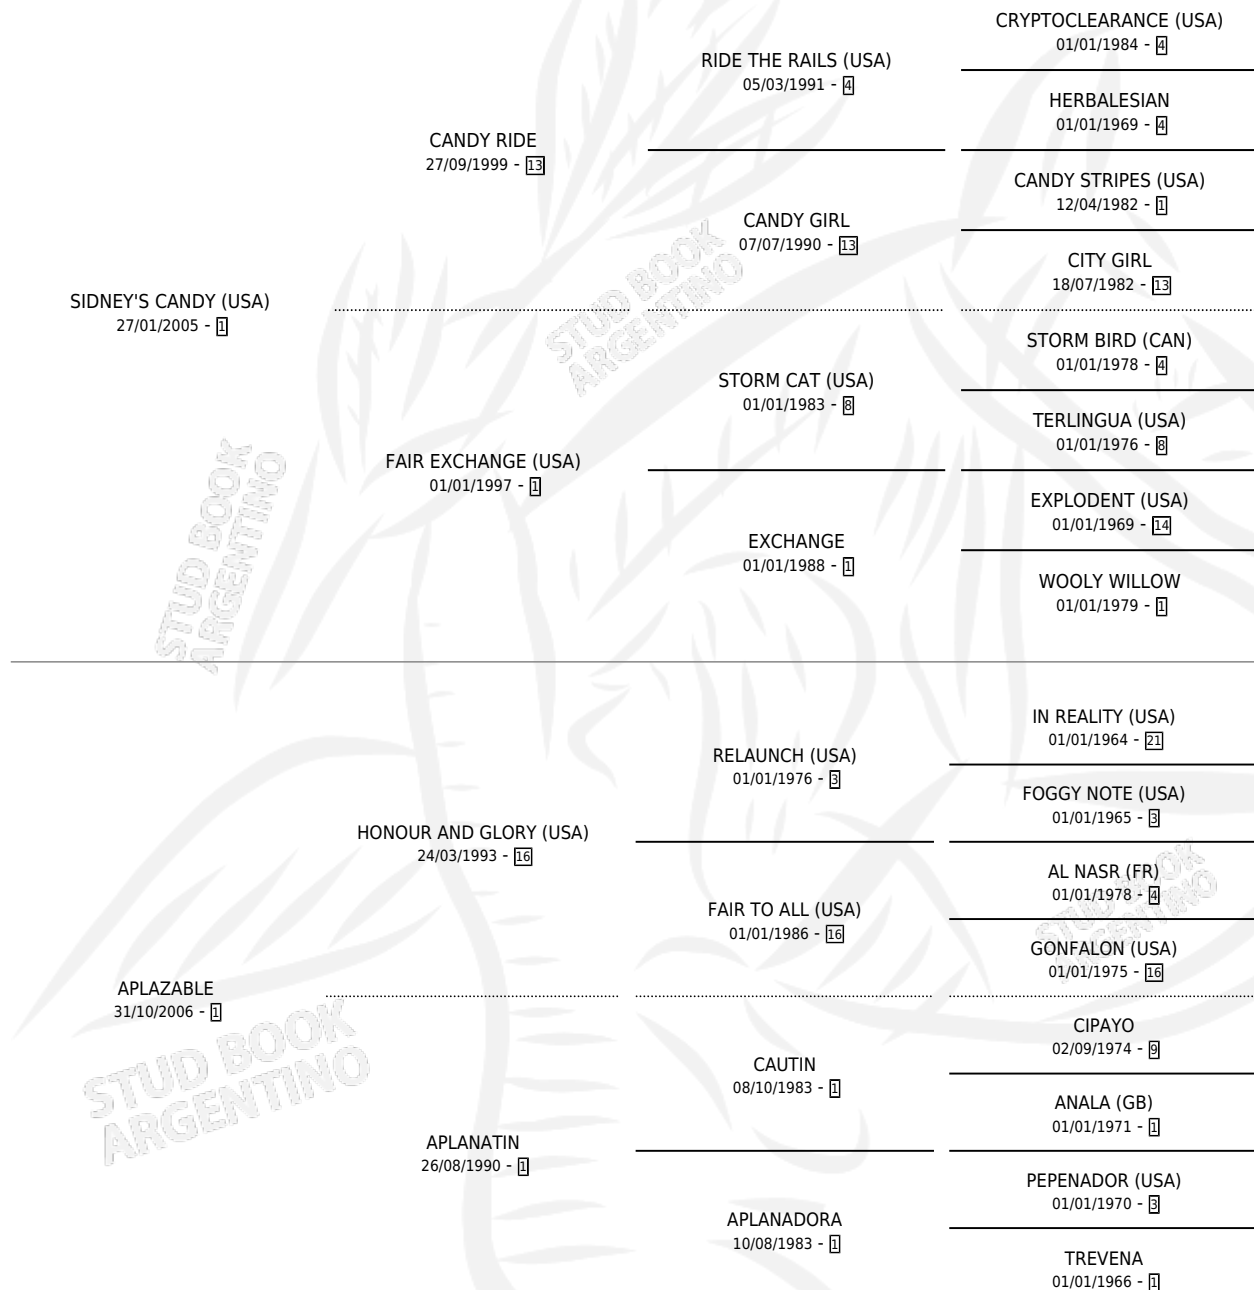 SIDNEY'S CANDY (USA)
27/01/2005 - 1
CANDY RIDE
27/09/1999 - 13
FAIR EXCHANGE (USA)
01/01/1997 - 1
RIDE THE RAILS (USA)
05/03/1991 - 4
CANDY GIRL
07/07/1990 - 13
STORM CAT (USA)
01/01/1983 - 8
EXCHANGE
01/01/1988 - 1
CRYPTOCLEARANCE (USA)
01/01/1984 - 4
HERBALESIAN
01/01/1969 - 4
CANDY STRIPES (USA)
12/04/1982 - 1
CITY GIRL
18/07/1982 - 13
STORM BIRD (CAN)
01/01/1978 - 4
TERLINGUA (USA)
01/01/1976 - 8
EXPLODENT (USA)
01/01/1969 - 14
WOOLY WILLOW
01/01/1979 - 1
STUD BOOK
ARGENTINO
STUD BOOK
ARGENTINO
APLAZABLE
31/10/2006 - 1
HONOUR AND GLORY (USA)
24/03/1993 - 16
APLANATIN
26/08/1990 - 1
RELAUNCH (USA)
01/01/1976 - 3
FAIR TO ALL (USA)
01/01/1986 - 16
CAUTIN
08/10/1983 - 1
APLANADORA
10/08/1983 - 1
IN REALITY (USA)
01/01/1964 - 21
FOGGY NOTE (USA)
01/01/1965 - 3
AL NASR (FR)
01/01/1978 - 4
GONFALON (USA)
01/01/1975 - 16
CIPAYO
02/09/1974 - 9
ANALA (GB)
01/01/1971 - 1
PEPENADOR (USA)
01/01/1970 - 3
TREVENA
01/01/1966 - 1
STUD BOOK
ARGENTINO
STUD BOOK
ARGENTINO